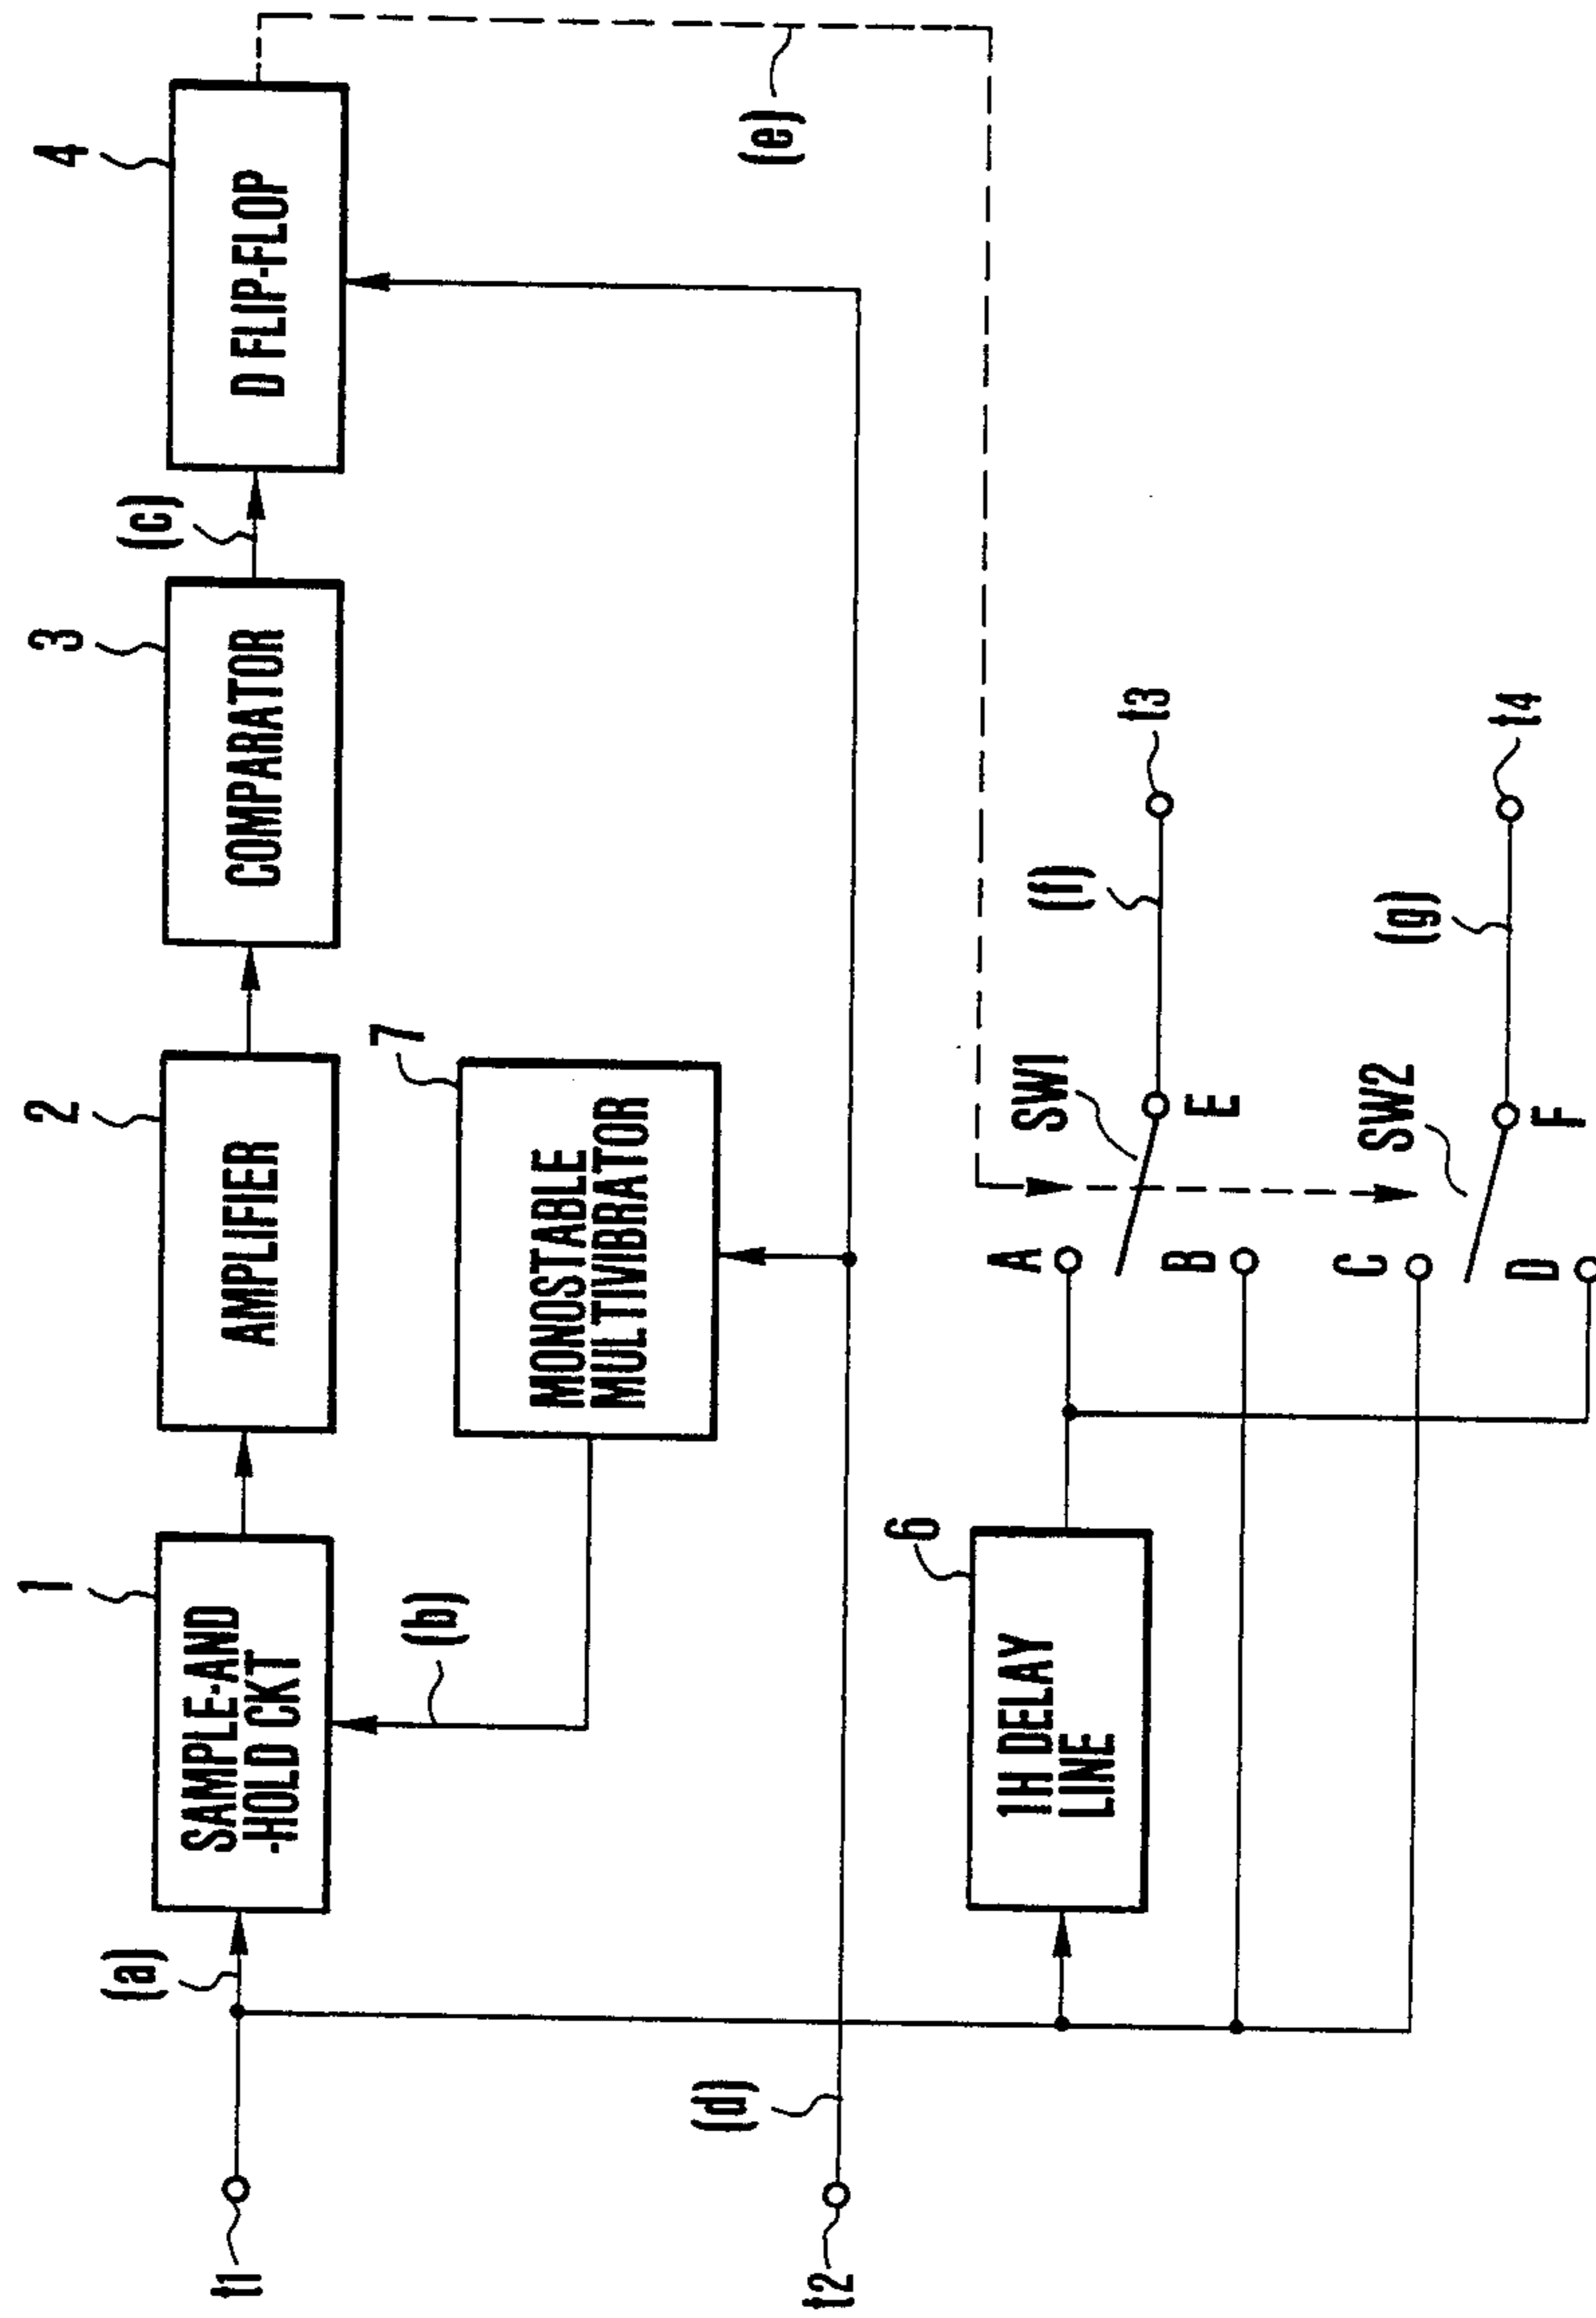 1
2
3
4
SAMPLE-AND
-HOLD CKT
AMPLIFIER
COMPARATOR
D FLIP-FLOP
t1
(a)
(c)
(b)
7
MONOSTABLE
MULTIVIBRATOR
(e)
t2
(d)
6
1H DELAY
LINE
A
SW1
(f)
t3
B
E
C
SW2
(g)
t4
D
F